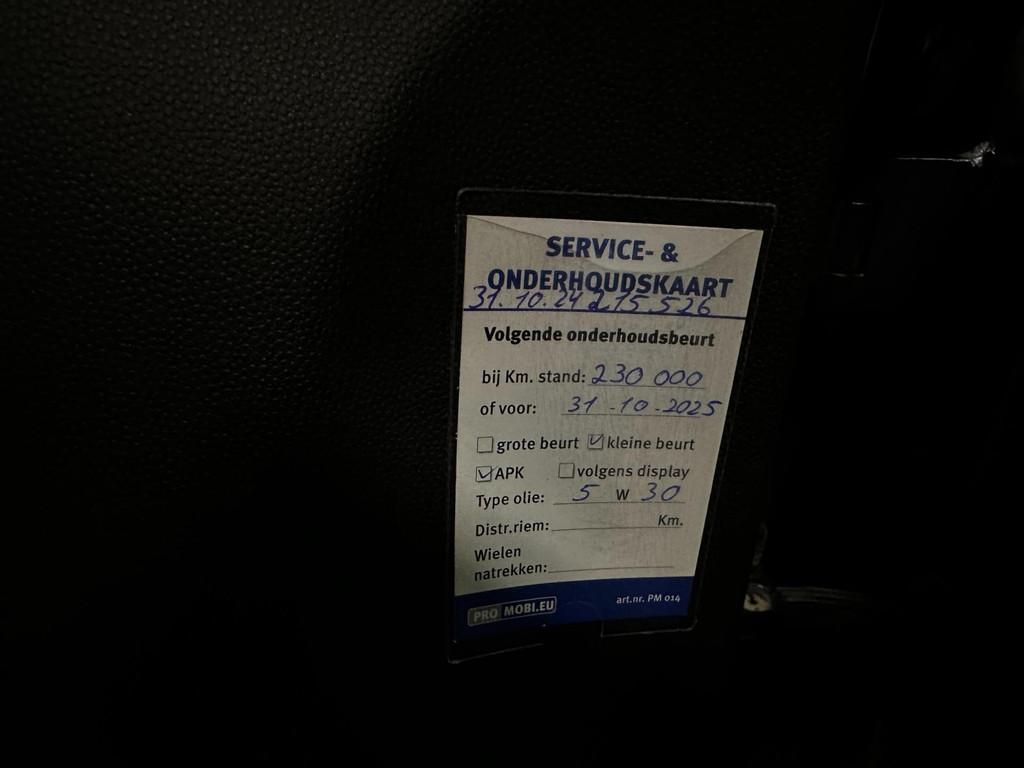 SERVICE- &
ONDERHOUDSKAART
31.10.24 215.526
Volgende onderhoudsbeurt
bij Km. stand: 230 000
of voor: 31-10-2025
grote beurt kleine beurt
APK volgens display
Type olie: 5 W 30
Distr.riem: Km.
Wielen
natrekken:
PRO MOBI.EU art.nr. PM 014